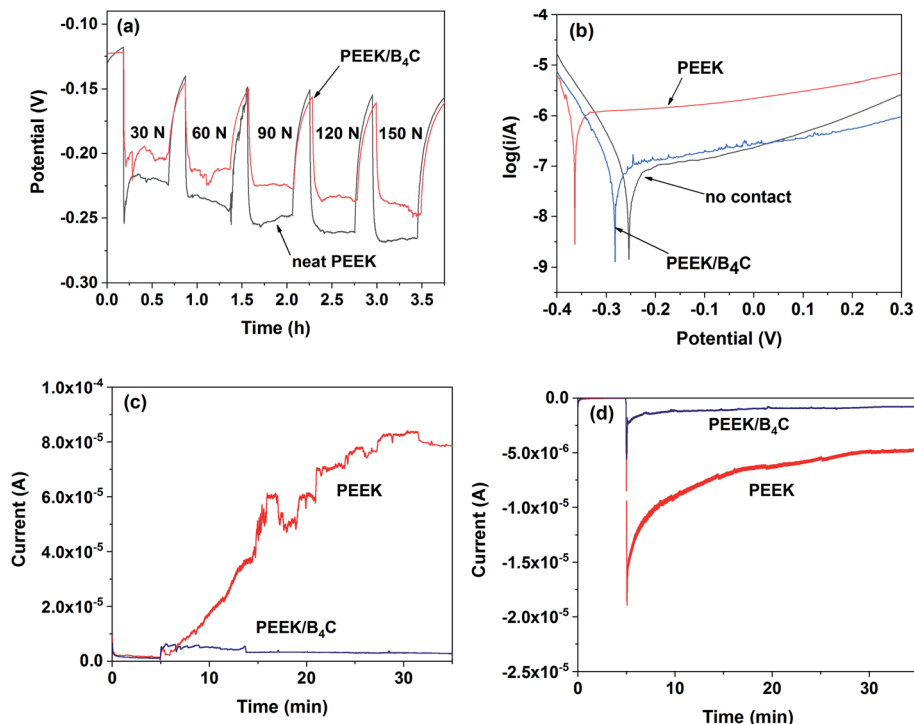 (a)
PEEK/B₄C
30 N 60 N 90 N 120 N 150 N
neat PEEK
-0.10
-0.15
-0.20
-0.25
-0.30
Potential (V)
0.0 0.5 1.0 1.5 2.0 2.5 3.0 3.5
Time (h)
(b)
PEEK
no contact
PEEK/B₄C
-4
-5
-6
-7
-8
-9
log(i/A)
-0.4 -0.3 -0.2 -0.1 0.0 0.1 0.2 0.3
Potential (V)
(c)
PEEK
PEEK/B₄C
1.0x10⁻⁴
8.0x10⁻⁵
6.0x10⁻⁵
4.0x10⁻⁵
2.0x10⁻⁵
0.0
Current (A)
0 10 20 30
Time (min)
(d)
PEEK/B₄C
PEEK
0.0
-5.0x10⁻⁶
-1.0x10⁻⁵
-1.5x10⁻⁵
-2.0x10⁻⁵
-2.5x10⁻⁵
Current (A)
0 10 20 30
Time (min)